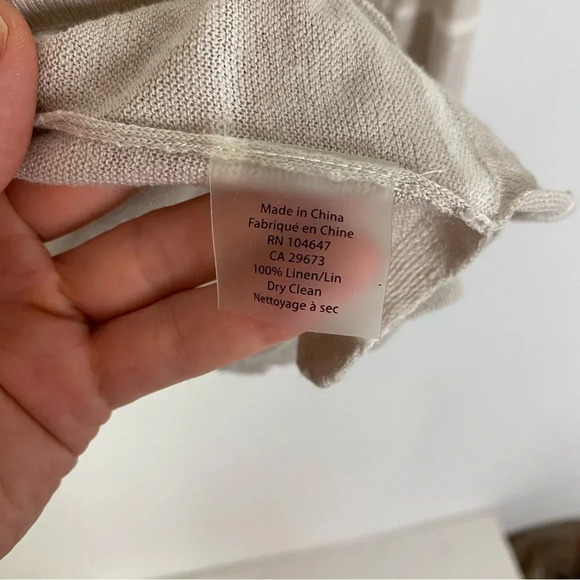 Made in China
Fabriqué en Chine
RN 104647
CA 29673
100% Linen/Lin
Dry Clean
Nettoyage à sec